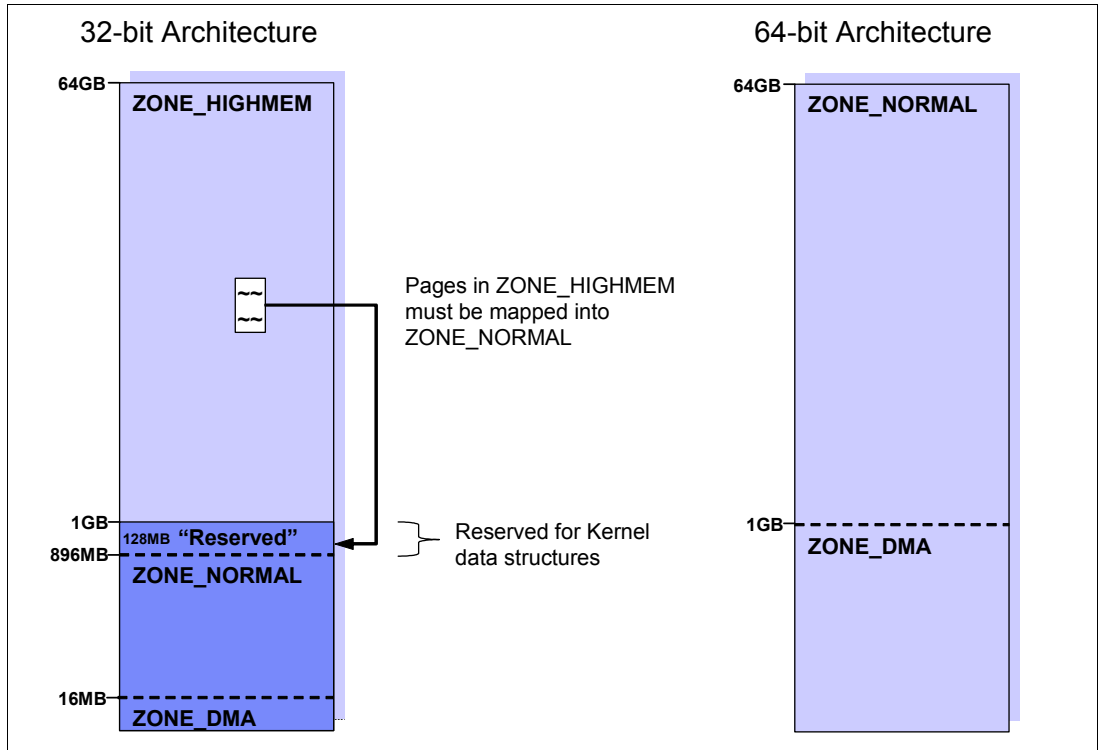 32-bit Architecture
64GB
ZONE_HIGHMEM
~~
~~
Pages in ZONE_HIGHMEM
must be mapped into
ZONE_NORMAL
1GB
128MB “Reserved”
896MB
Reserved for Kernel
data structures
ZONE_NORMAL
16MB
ZONE_DMA
64-bit Architecture
64GB
ZONE_NORMAL
1GB
ZONE_DMA